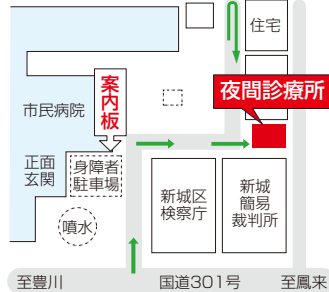 住宅
案内板
夜間診療所
市民病院
正面
玄関
身障者
駐車場
噴水
新城区
検察庁
新城
簡易
裁判所
至豊川
国道301号
至鳳来